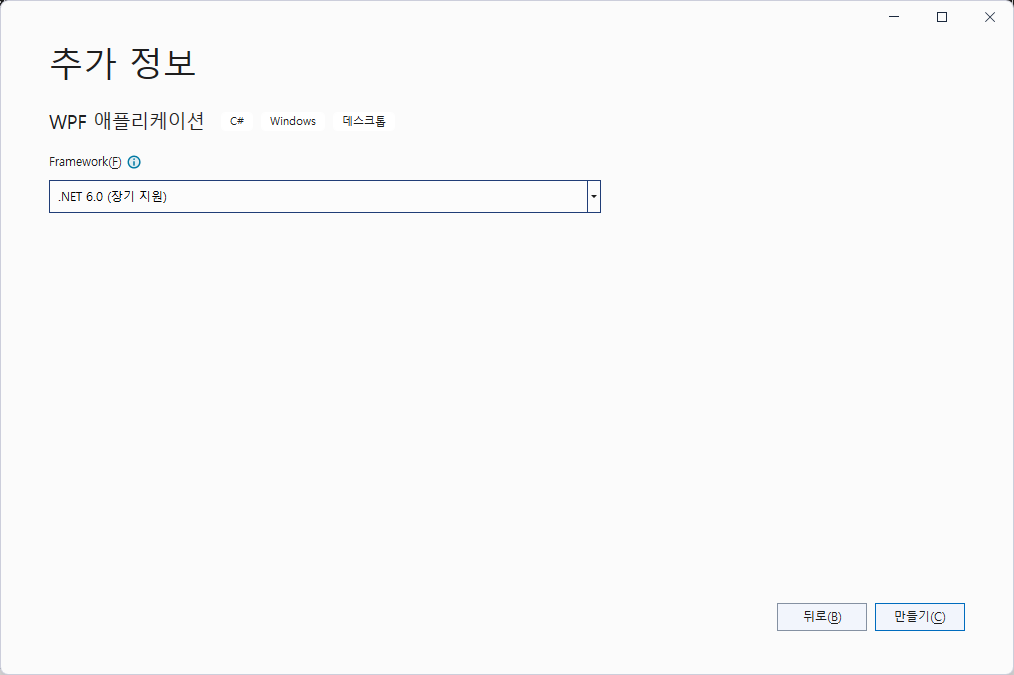 추가 정보
WPF 애플리케이션 C# Windows 데스크톱
Framework(F)
.NET 6.0 (장기 지원)
뒤로(B) 만들기(C)